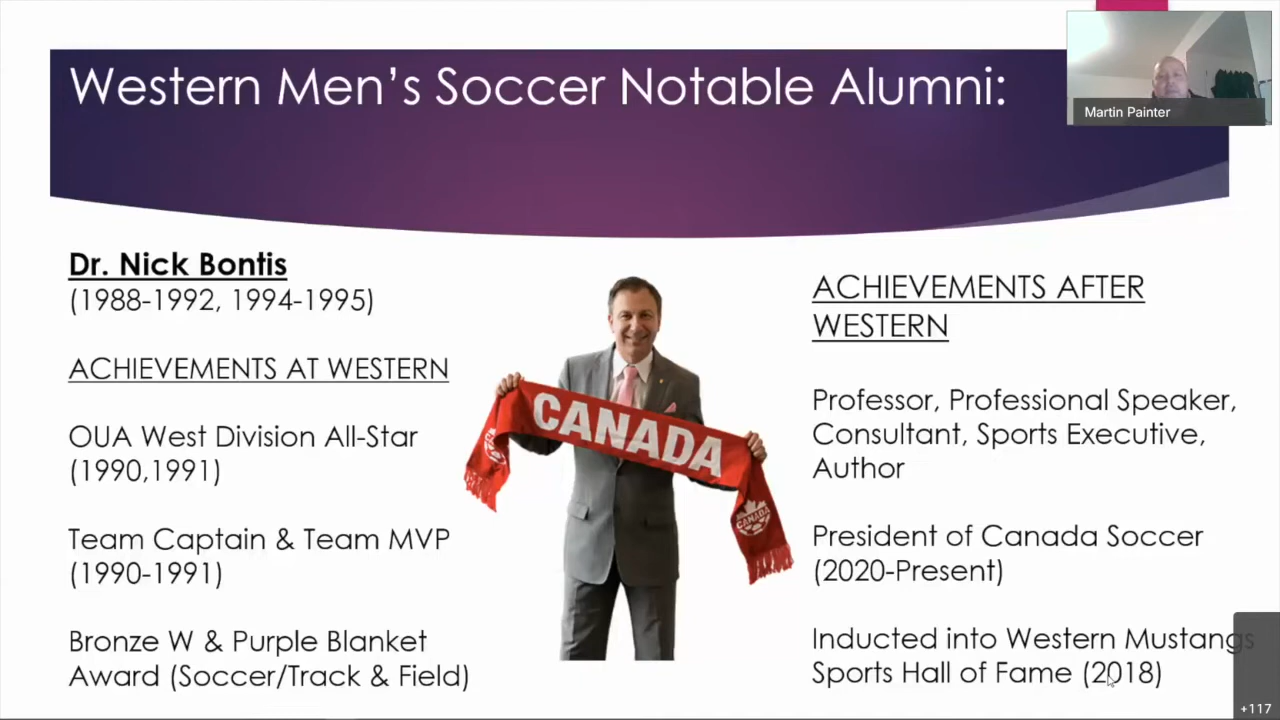 Western Men's Soccer Notable Alumni:
Martin Painter
Dr. Nick Bontis
(1988-1992, 1994-1995)
ACHIEVEMENTS AT WESTERN
OUA West Division All-Star
(1990,1991)
Team Captain & Team MVP
(1990-1991)
Bronze W & Purple Blanket
Award (Soccer/Track & Field)
CANADA
CANADA
ACHIEVEMENTS AFTER
WESTERN
Professor, Professional Speaker,
Consultant, Sports Executive,
Author
President of Canada Soccer
(2020-Present)
Inducted into Western Mustangs
Sports Hall of Fame (2018)
+117